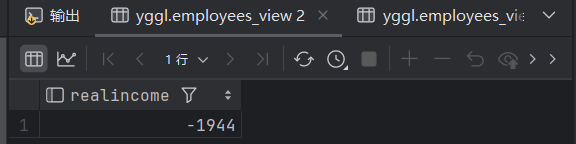 输出 yggl.employees_view 2 yggl.employees_vie
1 行
realincome
1 -1944